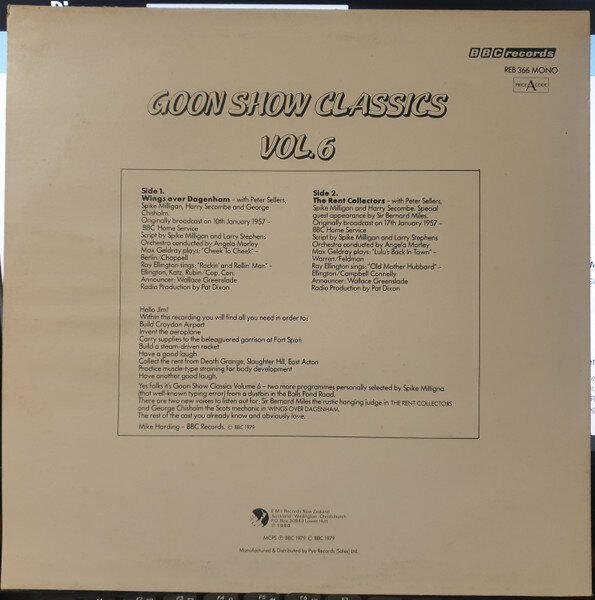 BBC records
REB 366 MONO
PRICE A CODE
GOON SHOW CLASSICS
VOL. 6
Side 1.
Wings over Dagenham – with Peter Sellers,
Spike Milligan, Harry Secombe and George
Chisholm.
Originally broadcast on 10th January 1957 –
BBC Home Service
Script by Spike Milligan and Larry Stephens
Orchestra conducted by Angela Morley
Max Geldray plays: "Cheek To Cheek" –
Berlin/Chappell
Ray Ellington sings: "Rockin' and Rollin' Man" –
Ellington, Katz, Rubin/Cop. Con.
Announcer: Wallace Greenslade
Radio Production by Pat Dixon
Side 2.
The Rent Collectors – with Peter Sellers,
Spike Milligan and Harry Secombe. Special
guest appearance by Sir Bernard Miles.
Originally broadcast on 17th January 1957 –
BBC Home Service
Script by Spike Milligan and Larry Stephens
Orchestra conducted by Angela Morley
Max Geldray plays: "Lulu's Back In Town" –
Warren/Feldman
Ray Ellington sings: "Old Mother Hubbard" –
Ellington/Campbell Connelly
Announcer: Wallace Greenslade
Radio Production by Pat Dixon
Hello Jim!
Within this recording you will find all you need in order to:
Build Croydon Airport
Invent the aeroplane
Carry supplies to the beleaguered garrison at Fort Spon
Build a steam-driven rocket
Have a good laugh
Collect the rent from Death Grange, Slaughter Hill, East Acton
Practice muscle-type straining for body development
Have another good laugh.
Yes folks it's Goon Show Classics Volume 6 – two more programmes personally selected by Spike Milligna
(that well-known typing error) from a dustbin in the Balls Pond Road.
There are two new voices to listen out for: Sir Bernard Miles the rustic hanging judge in THE RENT COLLECTORS
and George Chisholm the Scots mechanic in WINGS OVER DAGENHAM.
The rest of the cast you already know and obviously love.
Mike Harding – BBC Records. © BBC 1979
EMI Records New Zealand
Auckland Wellington Christchurch
P.O. Box 30849 Lower Hutt
℗ 1980
MCPS ℗ BBC 1979 © BBC 1979
Manufactured & Distributed by Pye Records (Sales) Ltd.